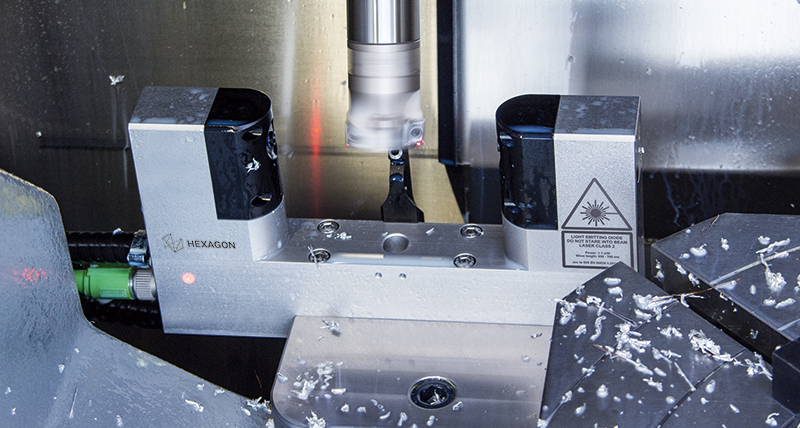 HEXAGON
LIGHT EMITTING DIODE
DO NOT STARE INTO BEAM
LASER CLASS 2